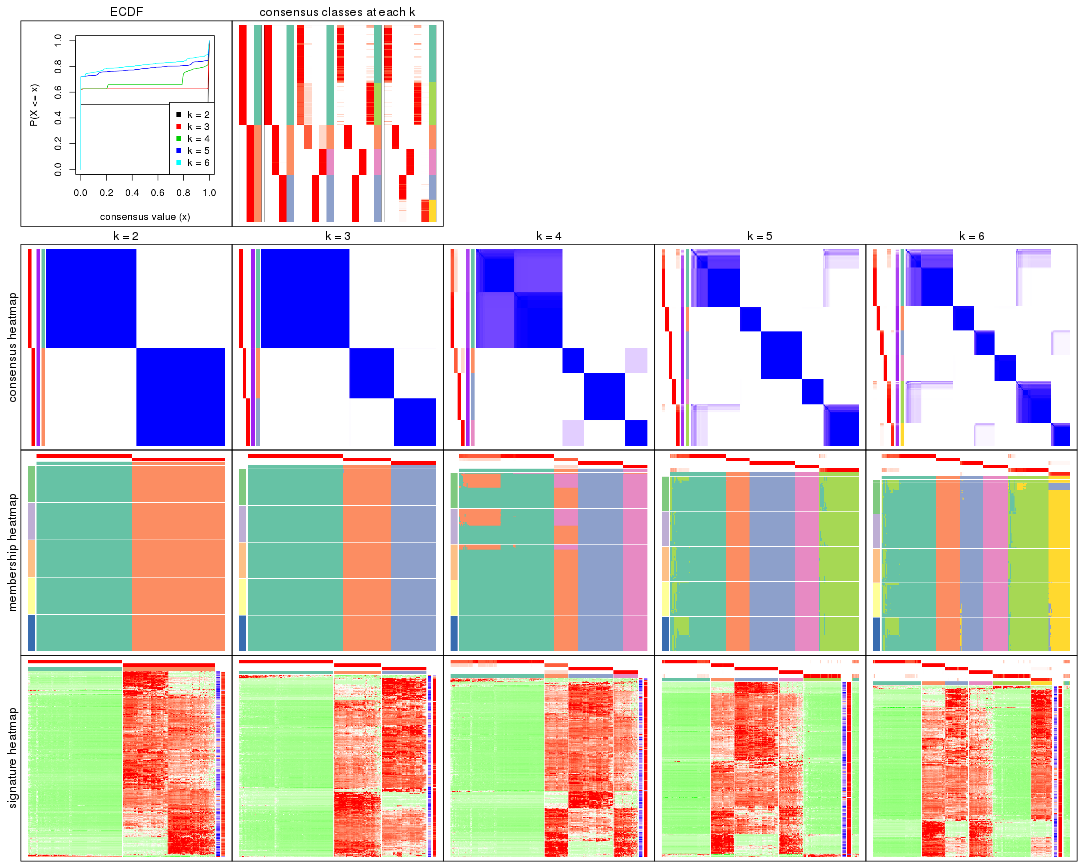 ECDF
consensus classes at each k
P(X <= x)
0.0 0.2 0.4 0.6 0.8 1.0
k = 2
k = 3
k = 4
k = 5
k = 6
0.0 0.2 0.4 0.6 0.8 1.0
consensus value (x)
k = 2
k = 3
k = 4
k = 5
k = 6
consensus heatmap
membership heatmap
signature heatmap